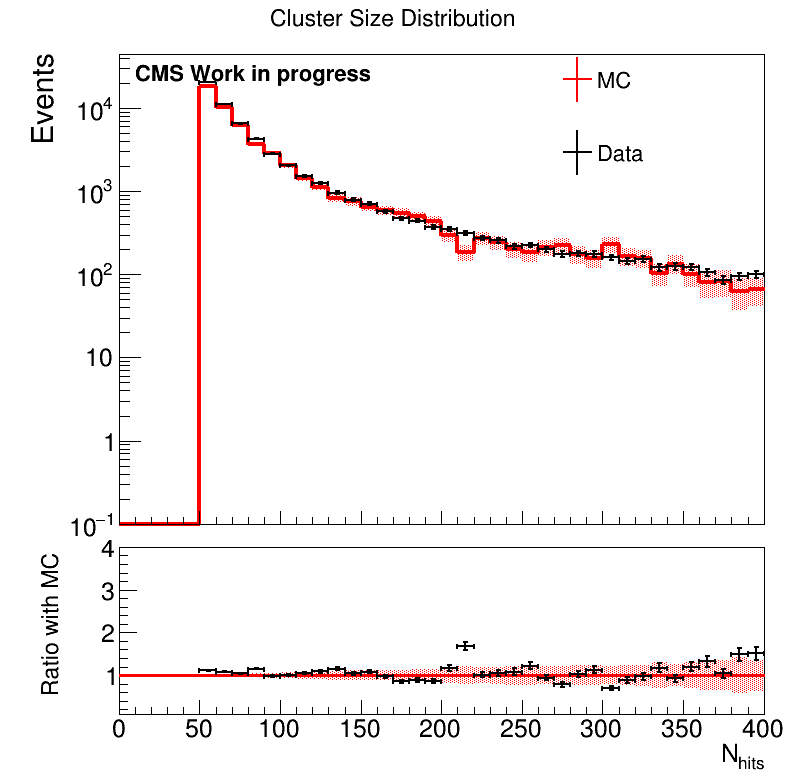 Cluster Size Distribution
Events
CMS Work in progress
MC
Data
10⁴
10³
10²
10
1
10⁻¹
Ratio with MC
4
3
2
1
0 50 100 150 200 250 300 350 400
N_hits